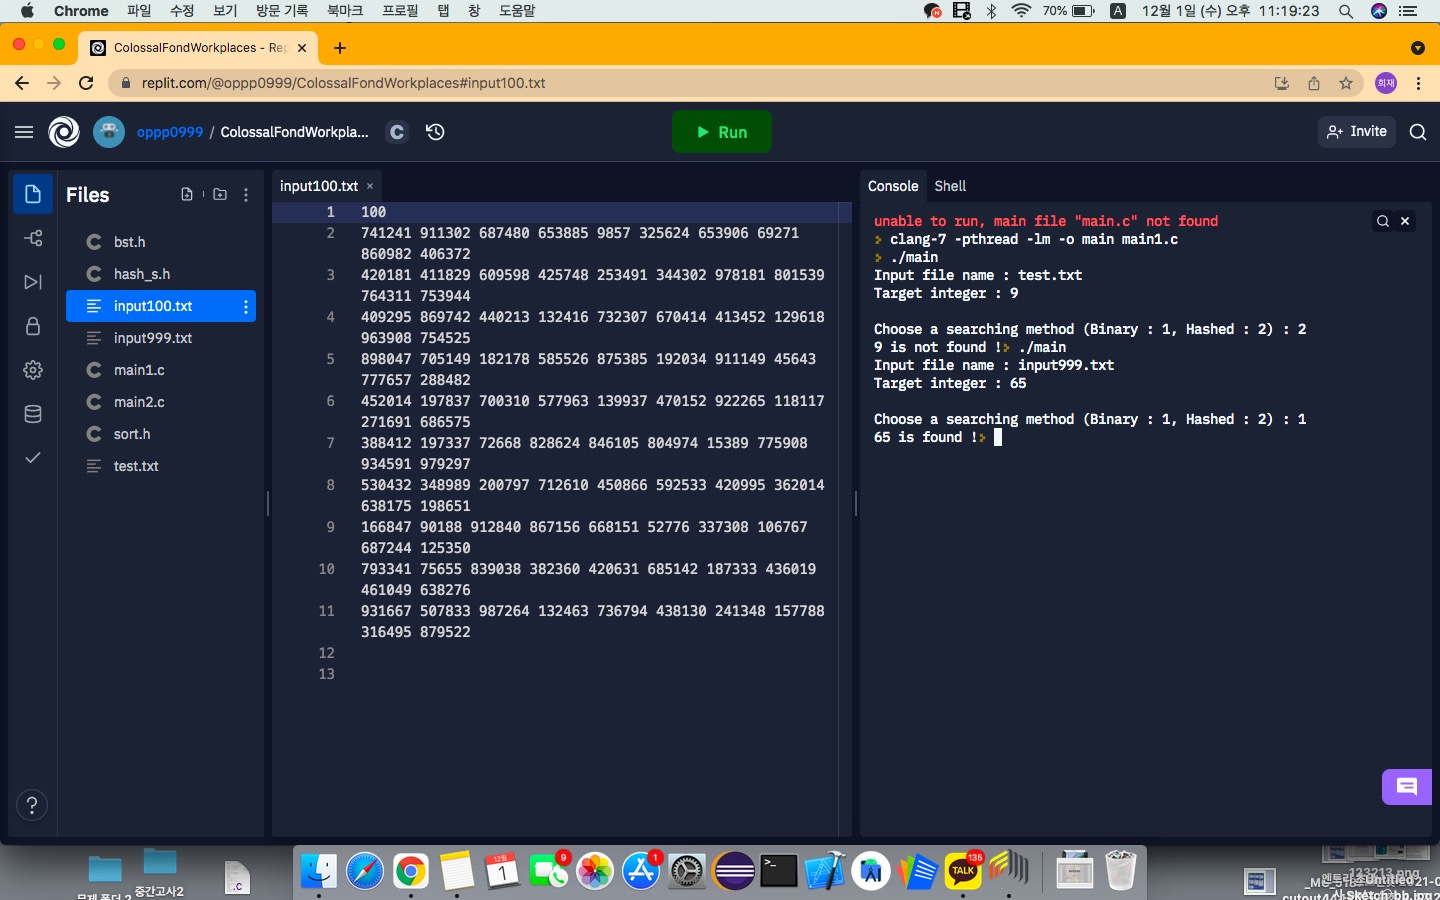 Chrome 파일 수정 보기 방문 기록 북마크 프로필 탭 창 도움말 70% A 12월 1일 (수) 오후 11:19:23
ColossalFondWorkplaces - Rep
replit.com/@oppp0999/ColossalFondWorkplaces#input100.txt 희재
oppp0999 / ColossalFondWorkpla... C Run Invite
Files
bst.h
hash_s.h
input100.txt
input999.txt
main1.c
main2.c
sort.h
test.txt
input100.txt
1 100
2 741241 911302 687480 653885 9857 325624 653906 69271
860982 406372
3 420181 411829 609598 425748 253491 344302 978181 801539
764311 753944
4 409295 869742 440213 132416 732307 670414 413452 129618
963908 754525
5 898047 705149 182178 585526 875385 192034 911149 45643
777657 288482
6 452014 197837 700310 577963 139937 470152 922265 118117
271691 686575
7 388412 197337 72668 828624 846105 804974 15389 775908
934591 979297
8 530432 348989 200797 712610 450866 592533 420995 362014
638175 198651
9 166847 90188 912840 867156 668151 52776 337308 106767
687244 125350
10 793341 75655 839038 382360 420631 685142 187333 436019
461049 638276
11 931667 507833 987264 132463 736794 438130 241348 157788
316495 879522
12
13
Console Shell
unable to run, main file "main.c" not found
clang-7 -pthread -lm -o main main1.c
./main
Input file name : test.txt
Target integer : 9
Choose a searching method (Binary : 1, Hashed : 2) : 2
9 is not found ! ./main
Input file name : input999.txt
Target integer : 65
Choose a searching method (Binary : 1, Hashed : 2) : 1
65 is found !
?
중간고사2
.c
12월
1
9
1
TALK
135